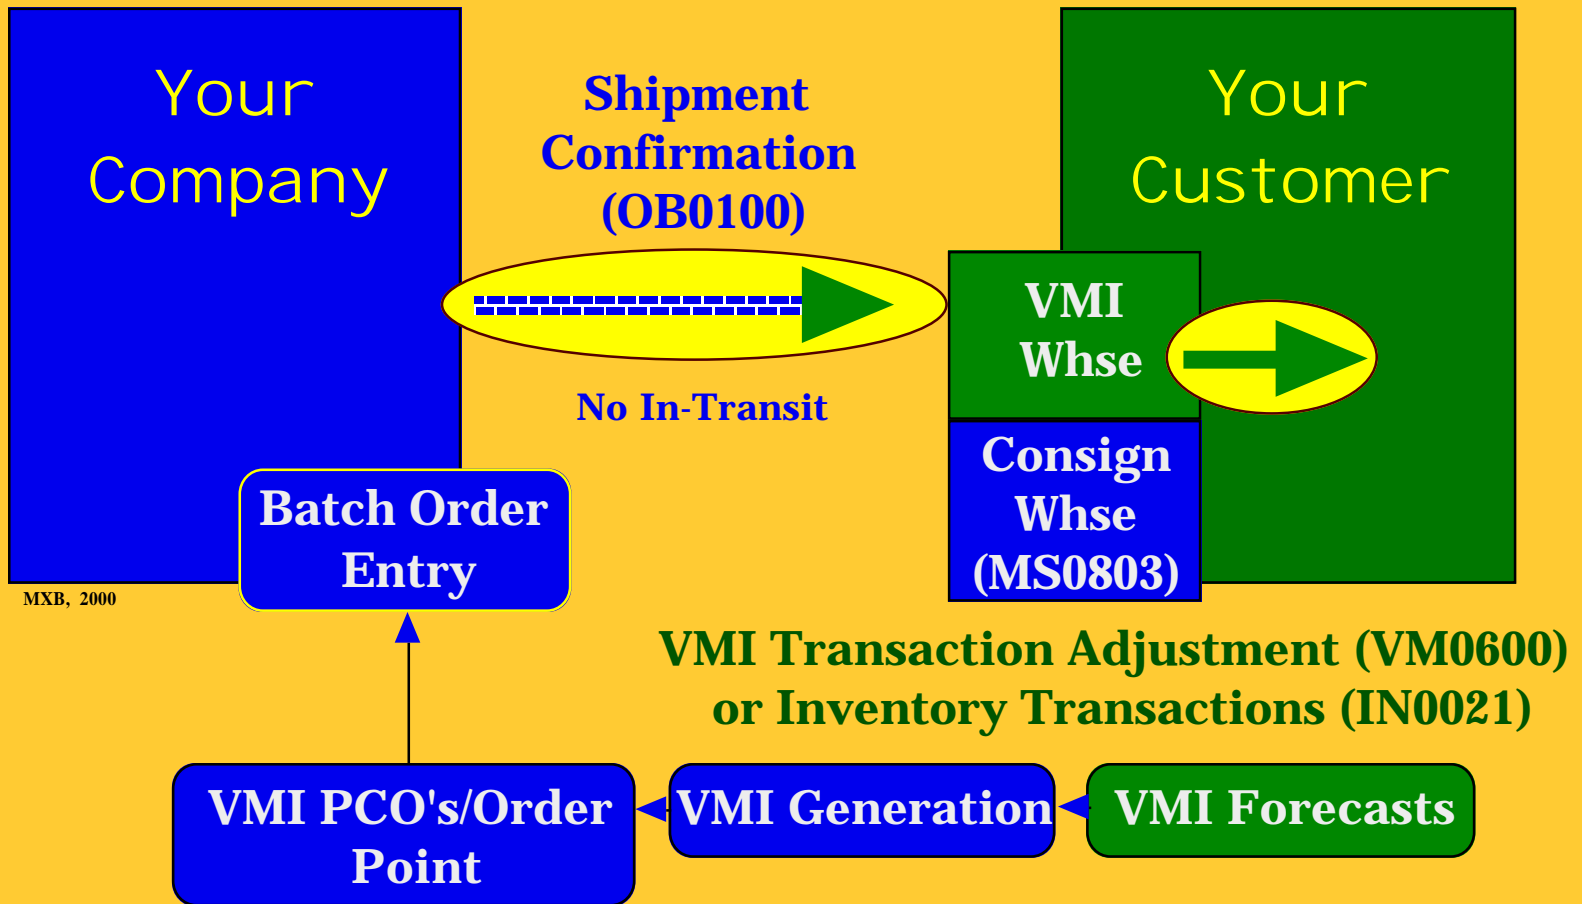 Your
Company
Shipment
Confirmation
(OB0100)
No In-Transit
Your
Customer
VMI
Whse
Consign
Whse
(MS0803)
Batch Order
Entry
MXB, 2000
VMI Transaction Adjustment (VM0600)
or Inventory Transactions (IN0021)
VMI PCO's/Order
Point
VMI Generation
VMI Forecasts